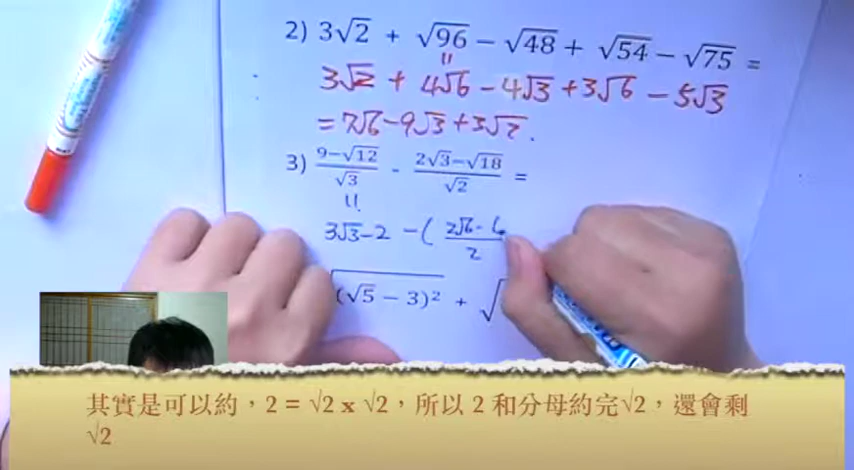 2) 3√2 + √96 − √48 + √54 − √75 =
3√2 + 4√6 − 4√3 + 3√6 − 5√3
= 7√6 − 9√3 + 3√2 .
3) (9−√12)/√3 - (2√3−√18)/√2 =
3√3 − 2 − ( (2√6 − 6)/2
√(√5 − 3)² + √
其實是可以約，2 = √2 x √2，所以 2 和分母約完√2，還會剩
√2